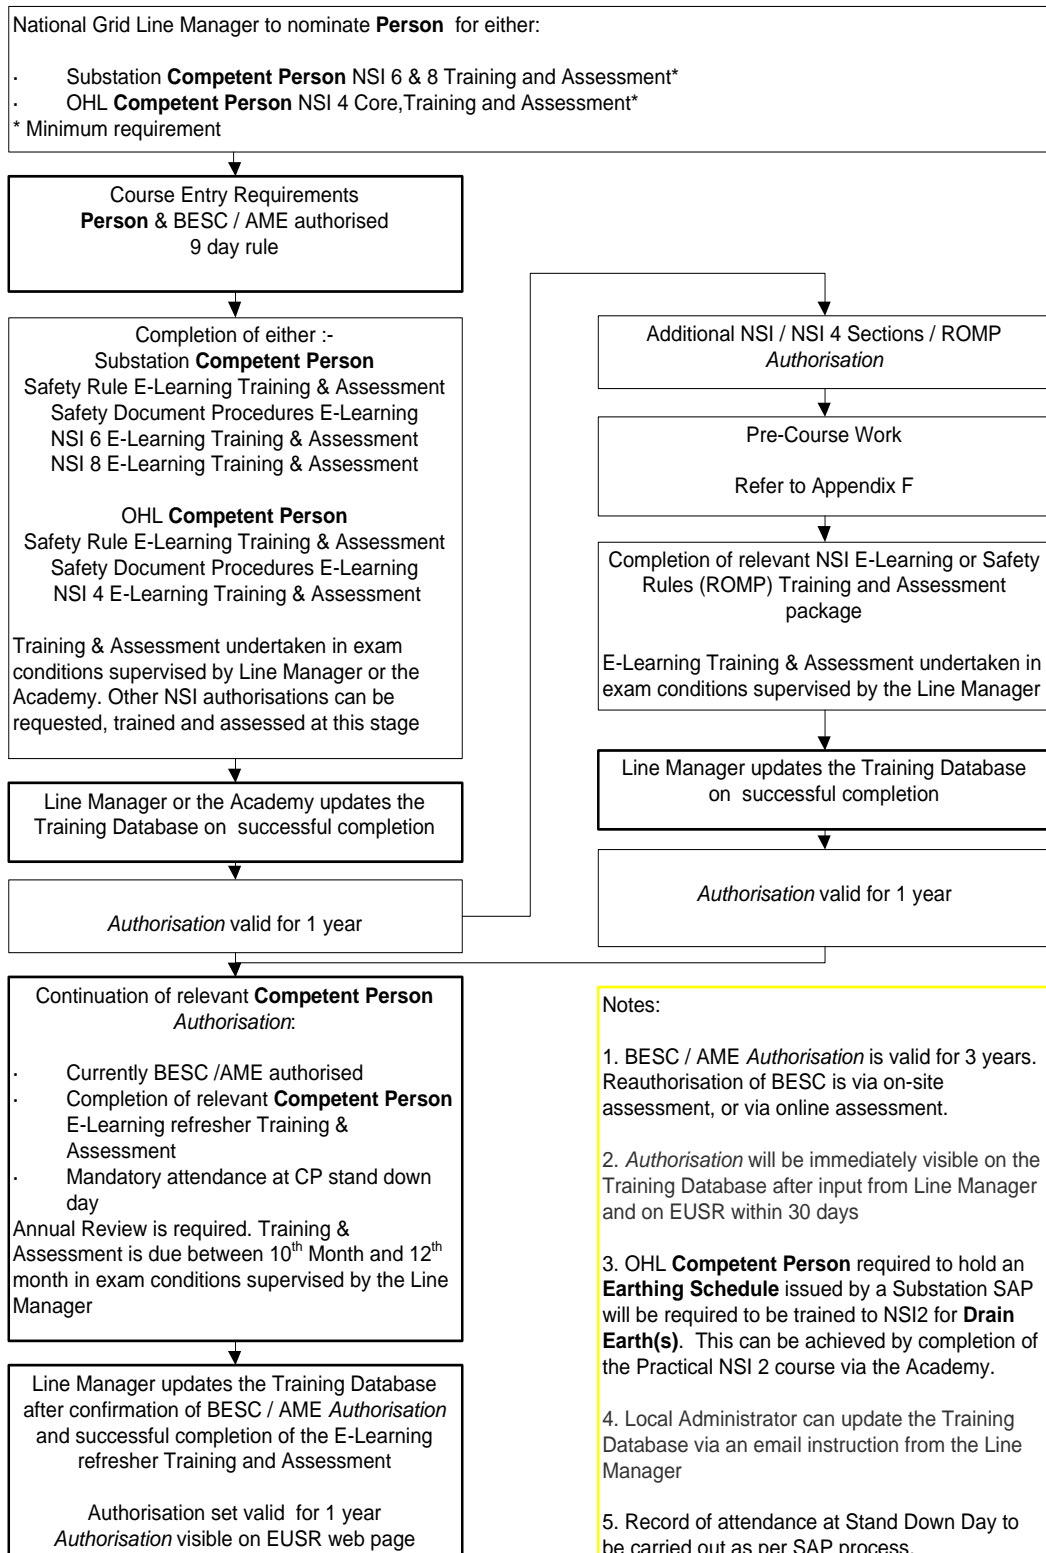 National Grid Line Manager to nominate Person for either:
· Substation Competent Person NSI 6 & 8 Training and Assessment*
· OHL Competent Person NSI 4 Core,Training and Assessment*
* Minimum requirement
Course Entry Requirements
Person & BESC / AME authorised
9 day rule
Completion of either :-
Substation Competent Person
Safety Rule E-Learning Training & Assessment
Safety Document Procedures E-Learning
NSI 6 E-Learning Training & Assessment
NSI 8 E-Learning Training & Assessment
OHL Competent Person
Safety Rule E-Learning Training & Assessment
Safety Document Procedures E-Learning
NSI 4 E-Learning Training & Assessment
Training & Assessment undertaken in exam
conditions supervised by Line Manager or the
Academy. Other NSI authorisations can be
requested, trained and assessed at this stage
Line Manager or the Academy updates the
Training Database on successful completion
Authorisation valid for 1 year
Additional NSI / NSI 4 Sections / ROMP
Authorisation
Pre-Course Work
Refer to Appendix F
Completion of relevant NSI E-Learning or Safety
Rules (ROMP) Training and Assessment
package
E-Learning Training & Assessment undertaken in
exam conditions supervised by the Line Manager
Line Manager updates the Training Database
on successful completion
Authorisation valid for 1 year
Continuation of relevant Competent Person
Authorisation:
· Currently BESC /AME authorised
· Completion of relevant Competent Person
E-Learning refresher Training &
Assessment
· Mandatory attendance at CP stand down
day
Annual Review is required. Training &
Assessment is due between 10th Month and 12th
month in exam conditions supervised by the Line
Manager
Line Manager updates the Training Database
after confirmation of BESC / AME Authorisation
and successful completion of the E-Learning
refresher Training and Assessment
Authorisation set valid for 1 year
Authorisation visible on EUSR web page
Notes:
1. BESC / AME Authorisation is valid for 3 years.
Reauthorisation of BESC is via on-site
assessment, or via online assessment.
2. Authorisation will be immediately visible on the
Training Database after input from Line Manager
and on EUSR within 30 days
3. OHL Competent Person required to hold an
Earthing Schedule issued by a Substation SAP
will be required to be trained to NSI2 for Drain
Earth(s). This can be achieved by completion of
the Practical NSI 2 course via the Academy.
4. Local Administrator can update the Training
Database via an email instruction from the Line
Manager
5. Record of attendance at Stand Down Day to
be carried out as per SAP process.